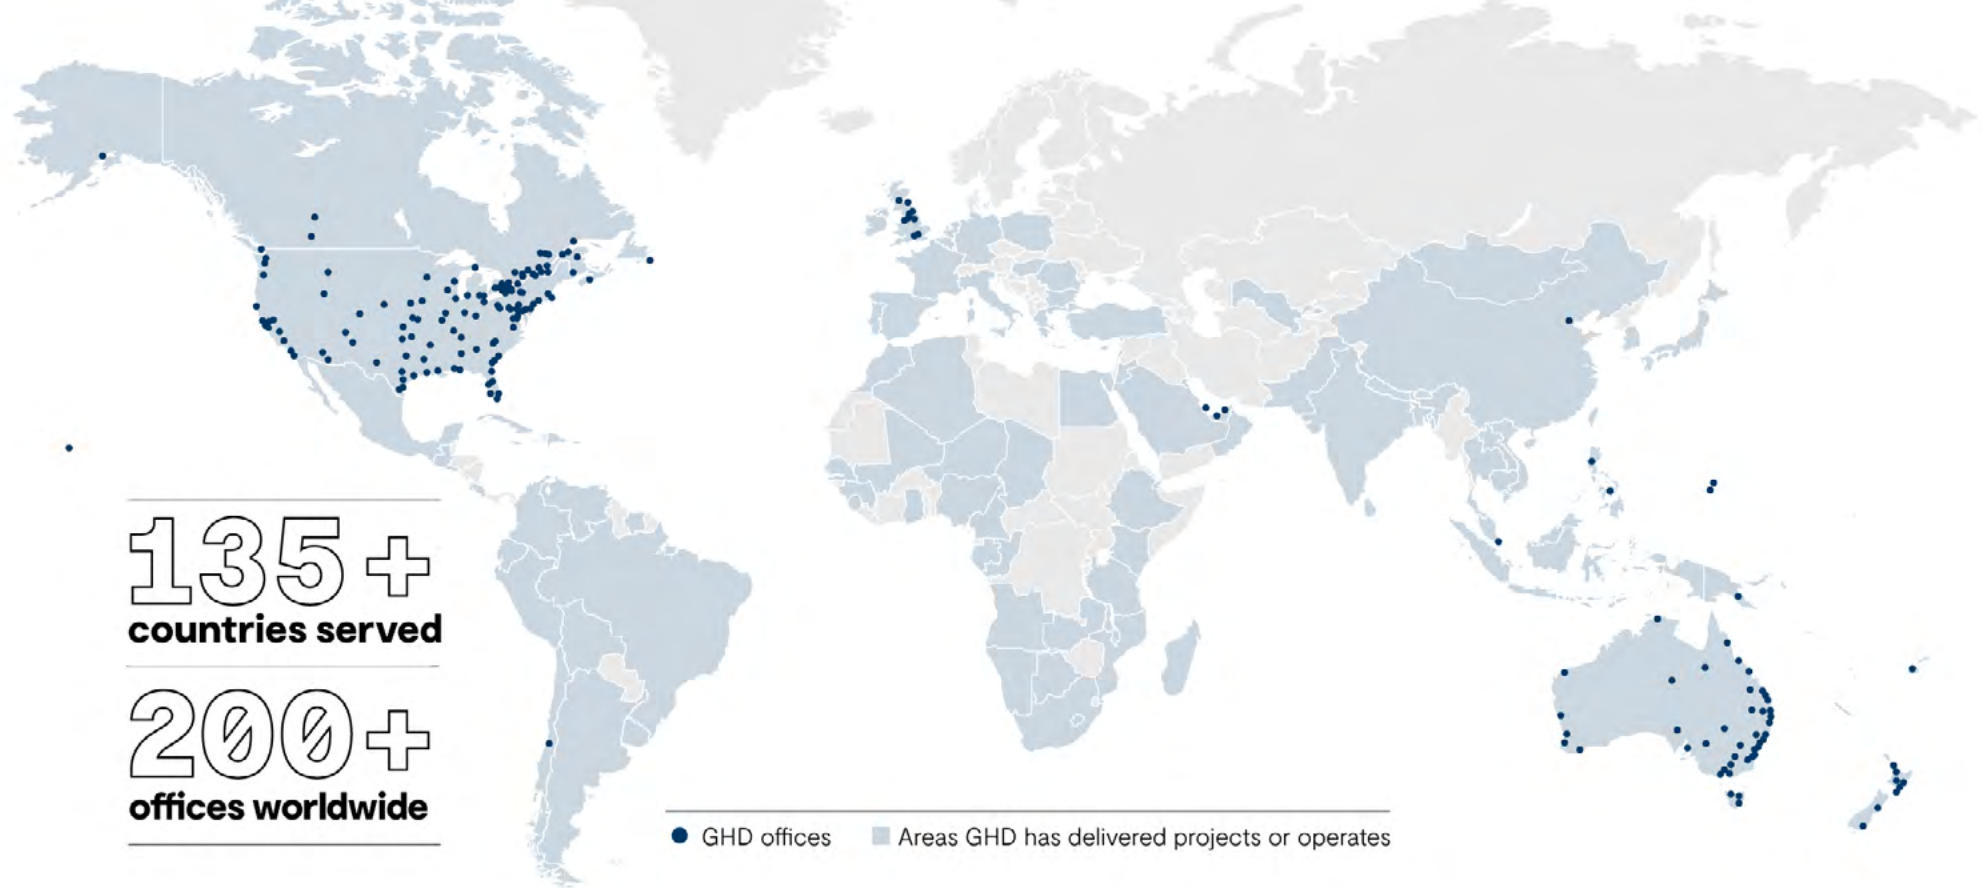 135+
countries served
200+
offices worldwide
GHD offices
Areas GHD has delivered projects or operates